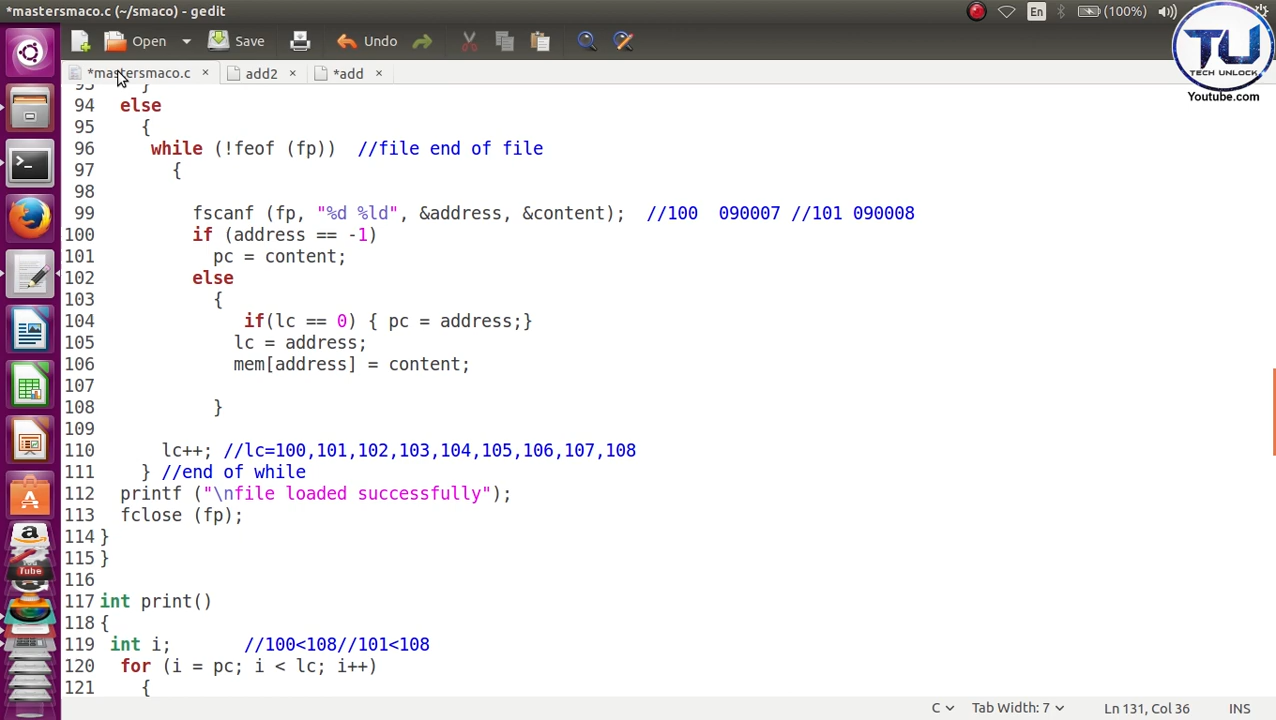 *mastersmaco.c (~/smaco) - gedit
En (100%)
Open Save Undo
*mastersmaco.c × add2 × *add ×
TU
TECH UNLOCK
Youtube.com
93 }
94 else
95 {
96 while (!feof (fp)) //file end of file
97 {
98
99 fscanf (fp, "%d %ld", &address, &content); //100 090007 //101 090008
100 if (address == -1)
101 pc = content;
102 else
103 {
104 if(lc == 0) { pc = address;}
105 lc = address;
106 mem[address] = content;
107
108 }
109
110 lc++; //lc=100,101,102,103,104,105,106,107,108
111 } //end of while
112 printf ("\nfile loaded successfully");
113 fclose (fp);
114 }
115 }
116
117 int print()
118 {
119 int i; //100<108//101<108
120 for (i = pc; i < lc; i++)
121 {
C Tab Width: 7 Ln 131, Col 36 INS